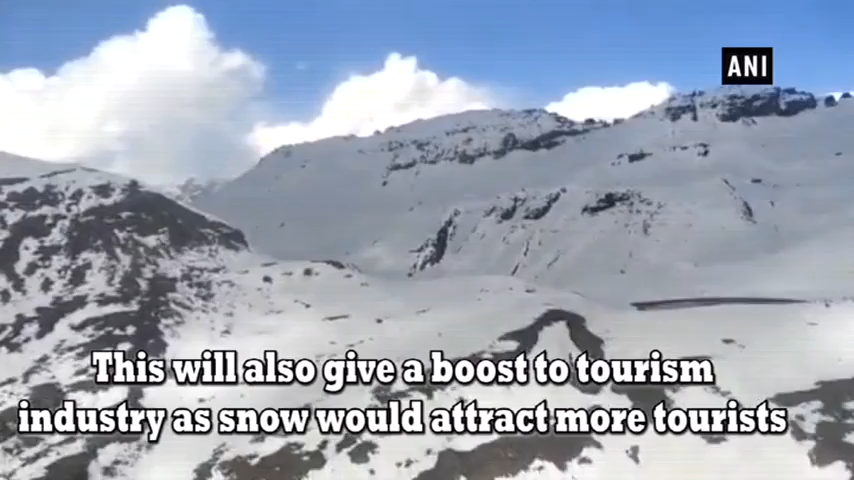 ANI
This will also give a boost to tourism
industry as snow would attract more tourists